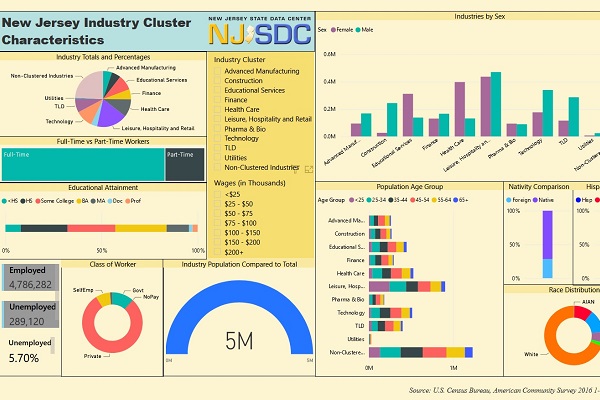 New Jersey Industry Cluster
Characteristics
NEW JERSEY STATE DATA CENTER
NJSDC
Industry Totals and Percentages
Advanced Manufacturing
Construction
Educational Services
Finance
Health Care
Leisure, Hospitality and Retail
Technology
TLD
Utilities
Non-Clustered Industries
Industry Cluster
Advanced Manufacturing
Construction
Educational Services
Finance
Health Care
Leisure, Hospitality and Retail
Pharma & Bio
Technology
TLD
Utilities
Non-Clustered Industries
Wages (in Thousands)
<$25
$25 - $50
$50 - $75
$75 - $100
$100 - $150
$150 - $200
$200+
Full-Time vs Part-Time Workers
Full-Time
Part-Time
Educational Attainment
<HS HS Some College BA MA Doc Prof
0% 50% 100%
Employed
4,786,282
Unemployed
289,120
Unemployed
5.70%
Class of Worker
SelfEmp
Govt
NoPay
Private
Industry Population Compared to Total
5M
0M 5M
Industries by Sex
Sex Female Male
0.6M
0.4M
0.2M
0.0M
Advanced Manuf...
Construction
Educational Services
Finance
Health Care
Leisure, Hospitality an...
Pharma & Bio
Technology
TLD
Utilities
Non-Cluster
Population Age Group
Age Group <25 25-34 35-44 45-54 55-64 65+
Advanced Ma...
Construction
Educational S...
Finance
Health Care
Leisure, Hosp...
Pharma & Bio
Technology
TLD
Utilities
Non-Clustere...
0M 1M
Nativity Comparison
Foreign Native
100%
50%
0%
Hisp
Hisp
100%
50%
0%
Race Distribution
AIAN
White
Source: U.S. Census Bureau, American Community Survey 2016 1-